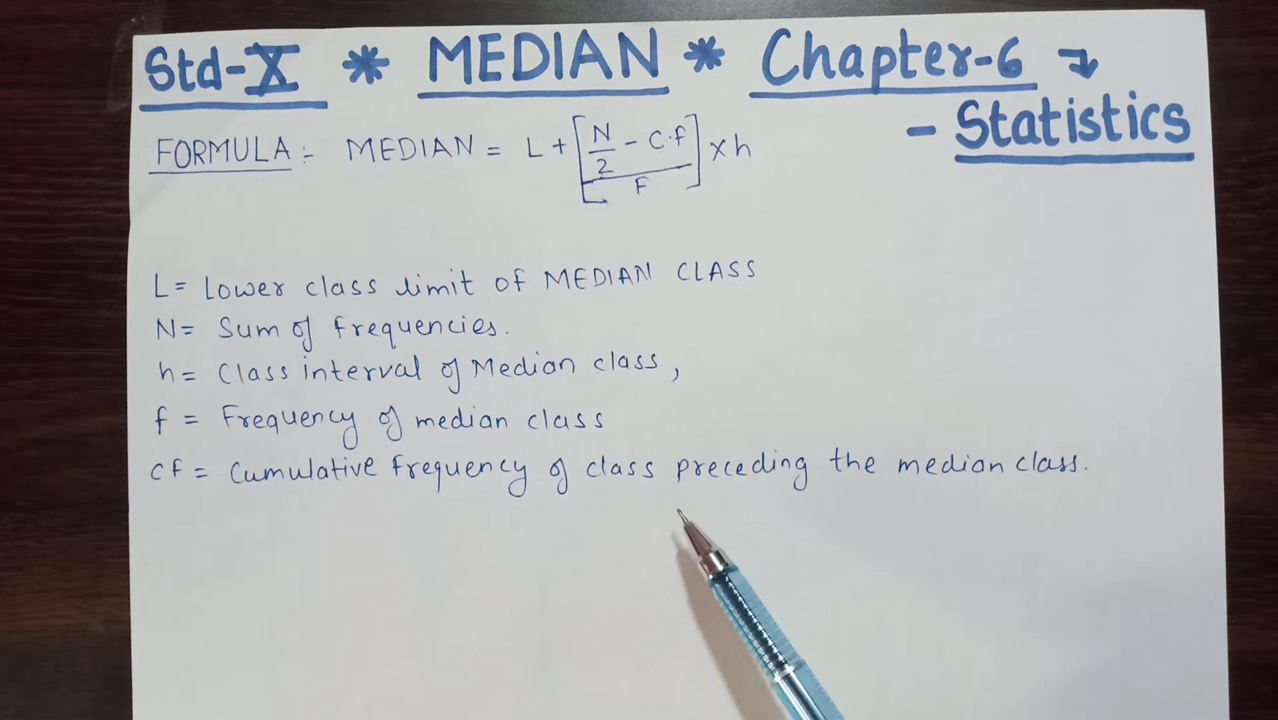 Std-X * MEDIAN * Chapter-6 ↴
- Statistics
FORMULA:- MEDIAN = L + [N/2 - c.f / F] × h
L = Lower class limit of MEDIAN CLASS
N = Sum of frequencies.
h = Class interval of Median class,
f = Frequency of median class
cf = Cumulative frequency of class preceding the median class.